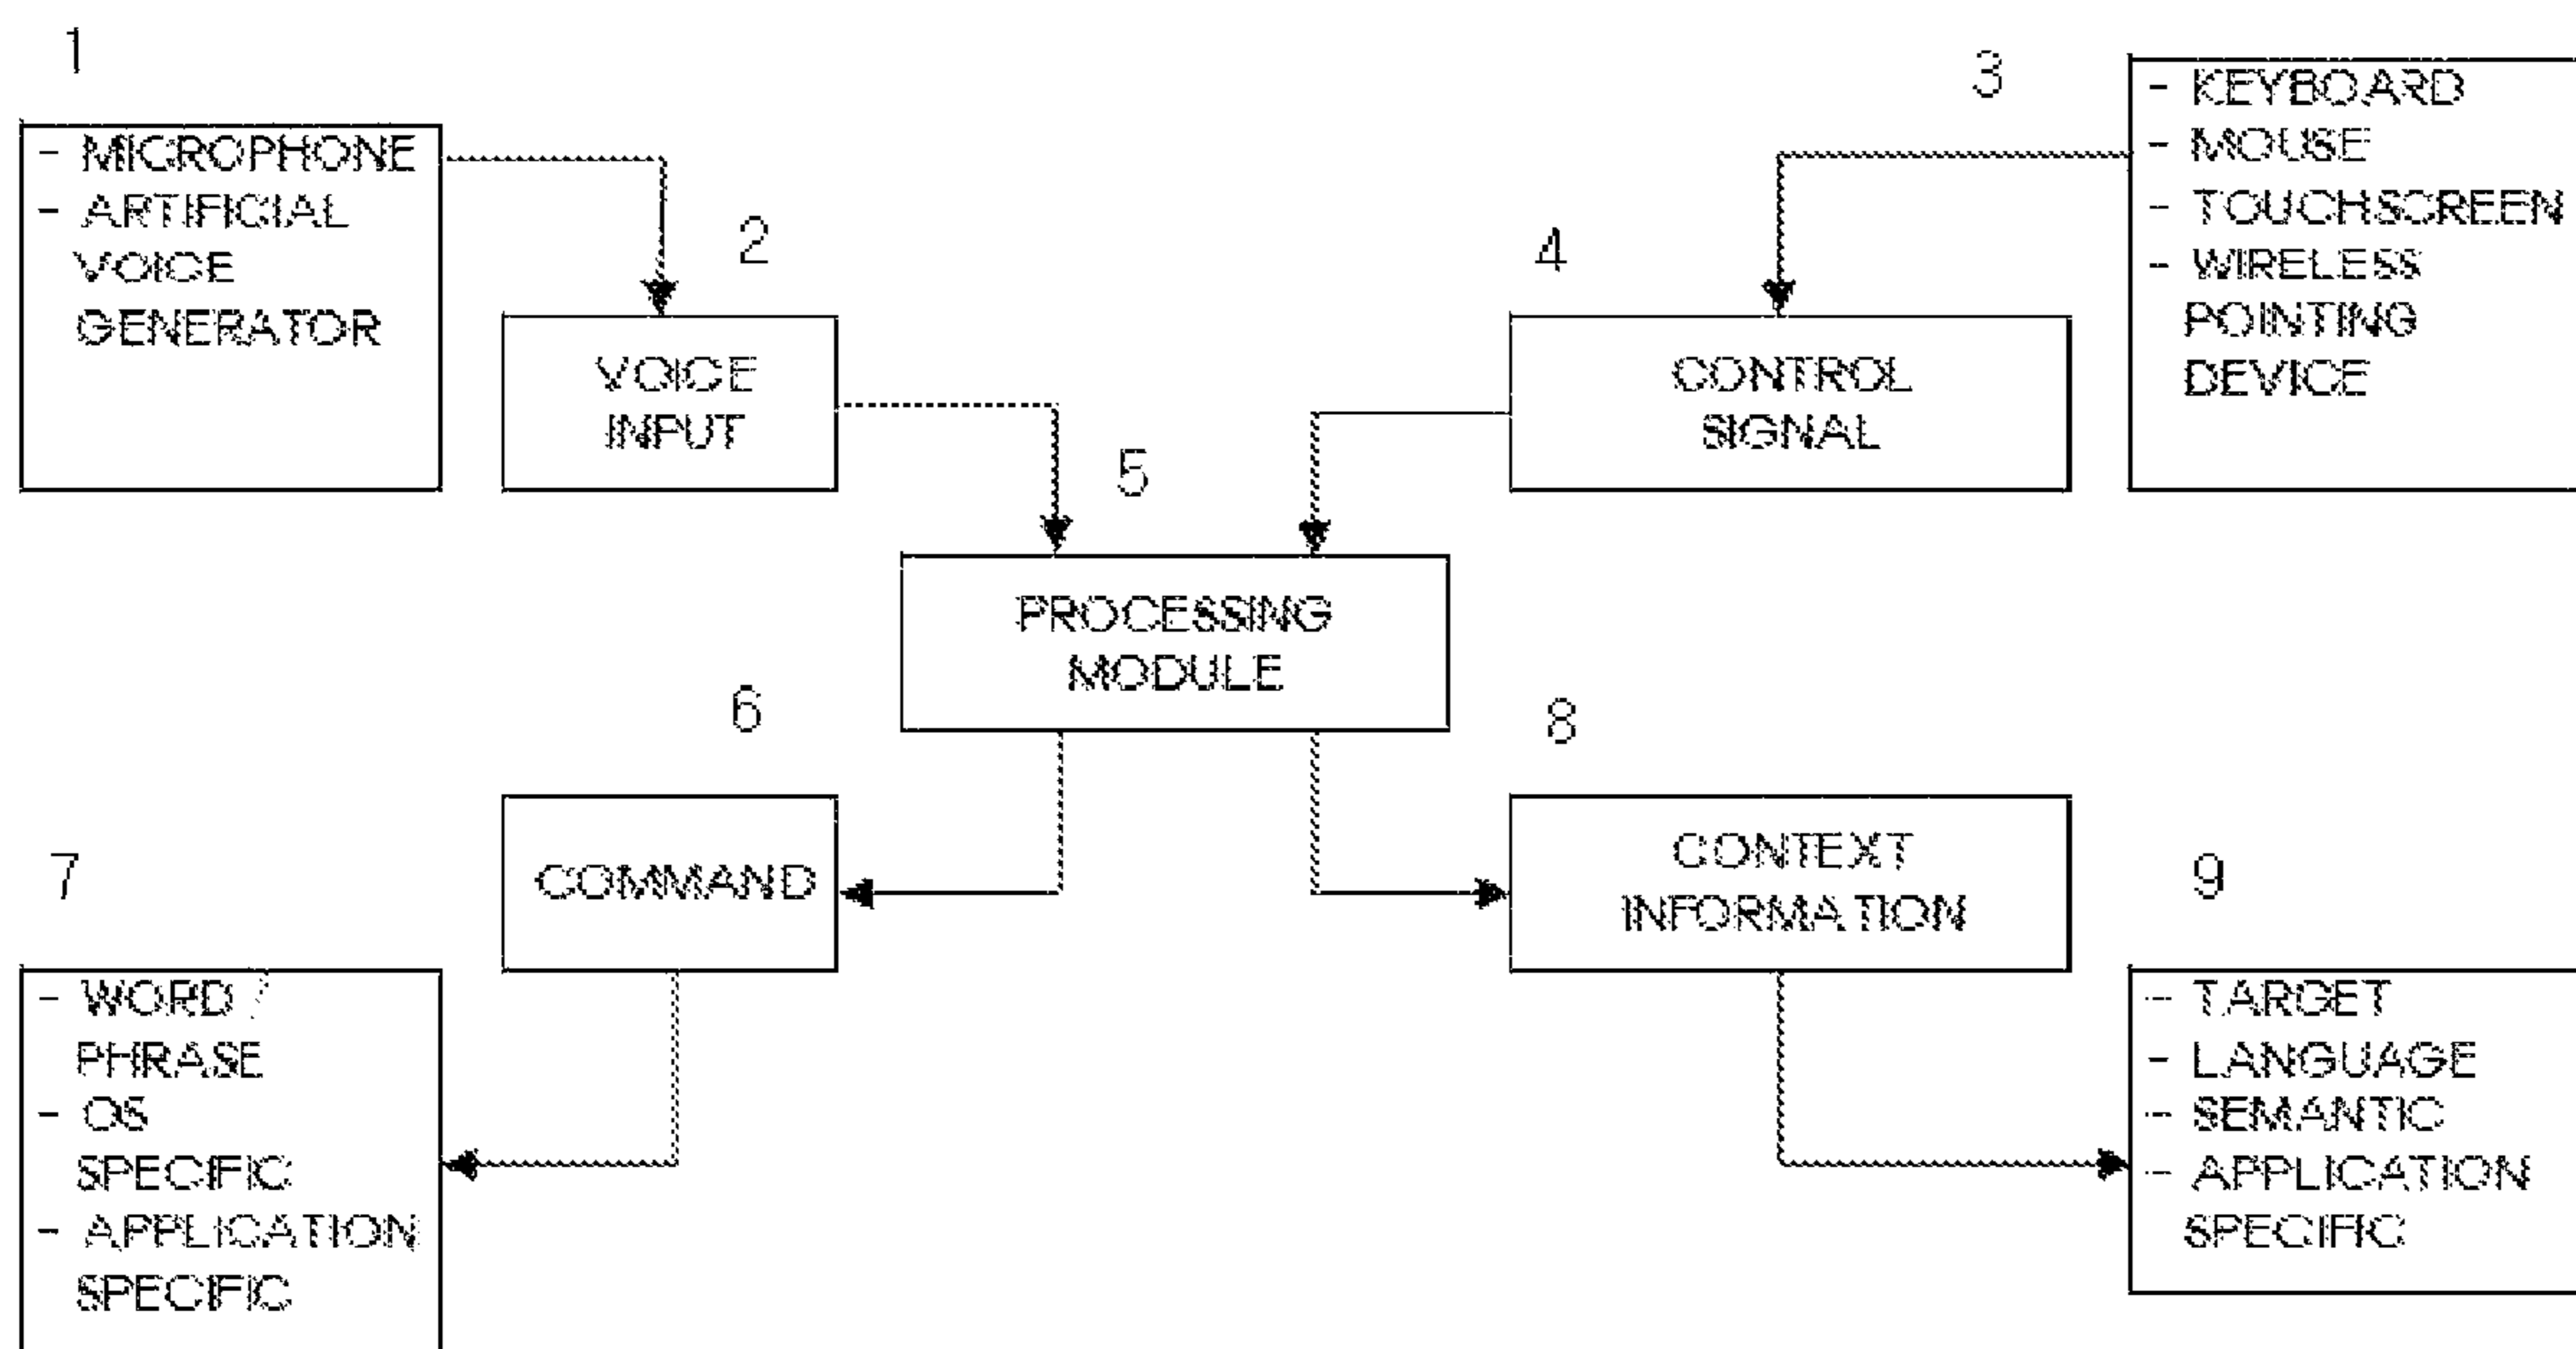 1
- MICROPHONE
- ARTIFICIAL
VOICE
GENERATOR
2
VOICE
INPUT
3
- KEYBOARD
- MOUSE
- TOUCHSCREEN
- WIRELESS
POINTING
DEVICE
4
CONTROL
SIGNAL
5
PROCESSING
MODULE
6
COMMAND
7
- WORD /
PHRASE
- OS
SPECIFIC
- APPLICATION
SPECIFIC
8
CONTEXT
INFORMATION
9
- TARGET
- LANGUAGE
- SEMANTIC
- APPLICATION
SPECIFIC